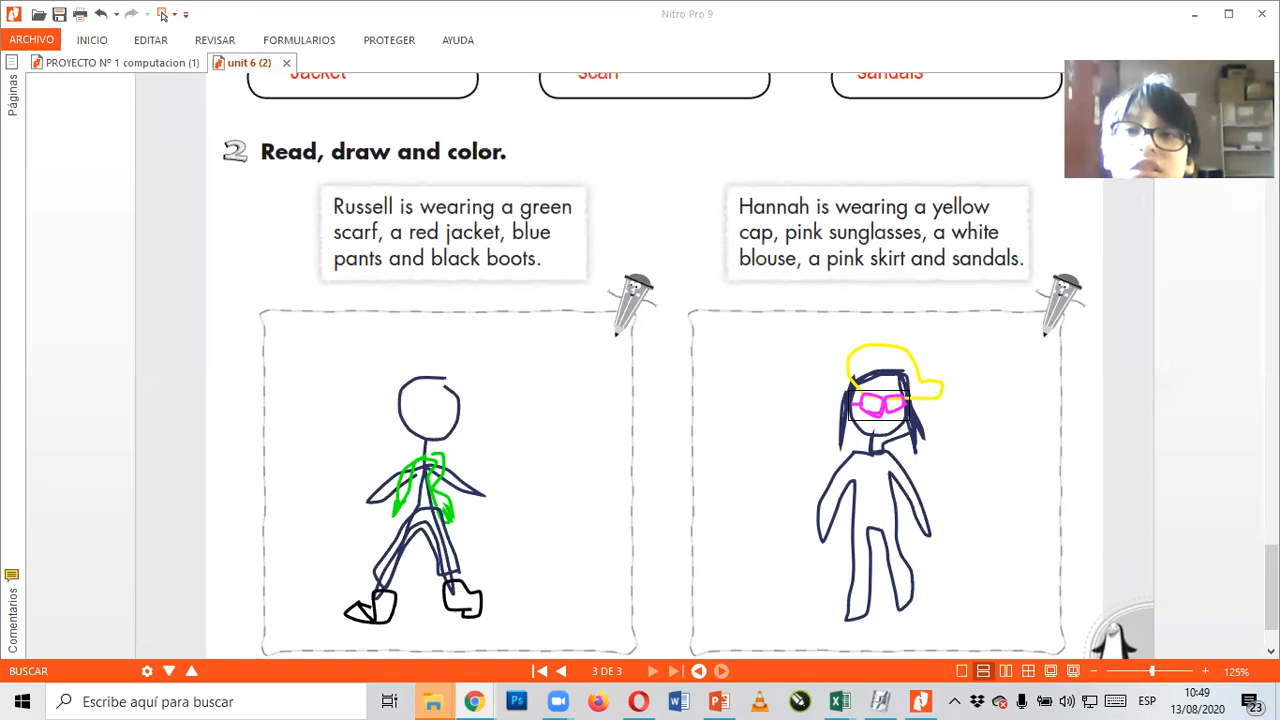 Nitro Pro 9
ARCHIVO INICIO EDITAR REVISAR FORMULARIOS PROTEGER AYUDA
PROYECTO Nº 1 computacion (1) unit 6 (2)
Páginas
Jacket scarf sandals
2 Read, draw and color.
Russell is wearing a green
scarf, a red jacket, blue
pants and black boots.
Hannah is wearing a yellow
cap, pink sunglasses, a white
blouse, a pink skirt and sandals.
Comentarios
BUSCAR 3 DE 3 125%
Escribe aquí para buscar
ESP
10:49
13/08/2020
23